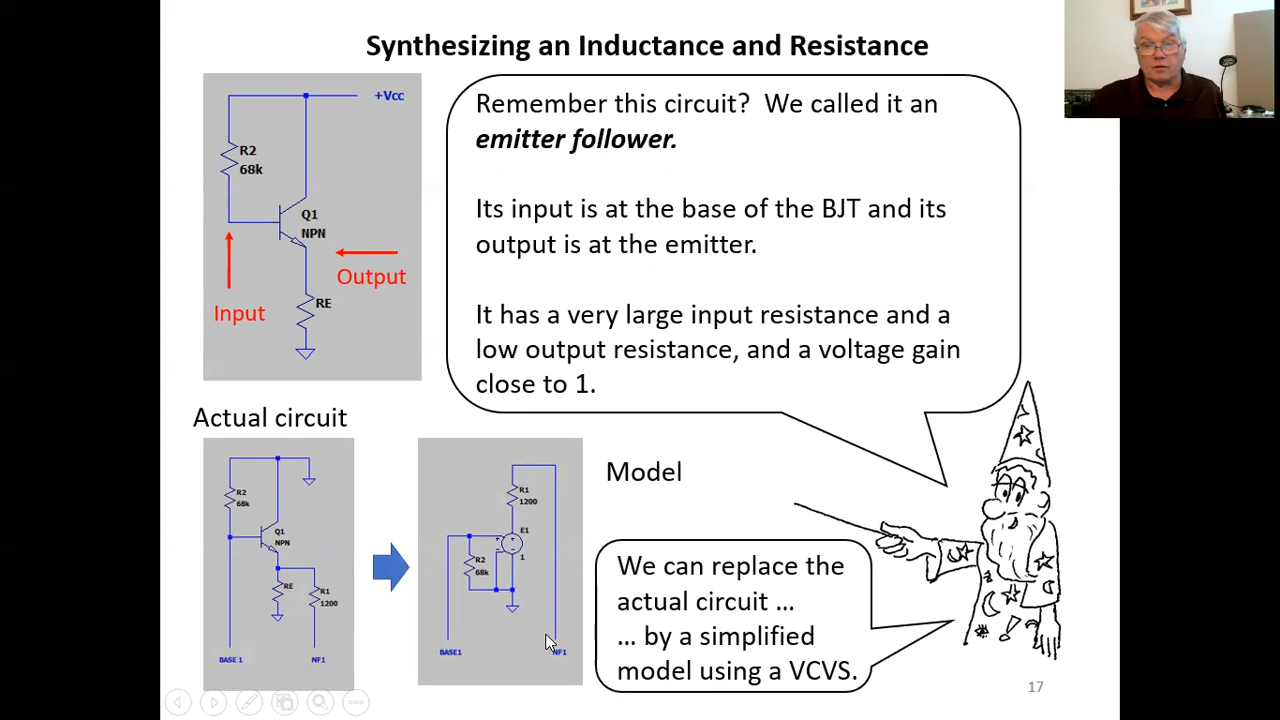 Synthesizing an Inductance and Resistance
+Vcc
R2
68k
Q1
NPN
Output
Input
RE
Remember this circuit?  We called it an
emitter follower.
Its input is at the base of the BJT and its
output is at the emitter.
It has a very large input resistance and a
low output resistance, and a voltage gain
close to 1.
Actual circuit
R2
68k
Q1
NPN
RE
R1
1200
BASE 1
NF1
R1
1200
E1
1
R2
68k
BASE1
NF1
Model
We can replace the
actual circuit ...
... by a simplified
model using a VCVS.
17